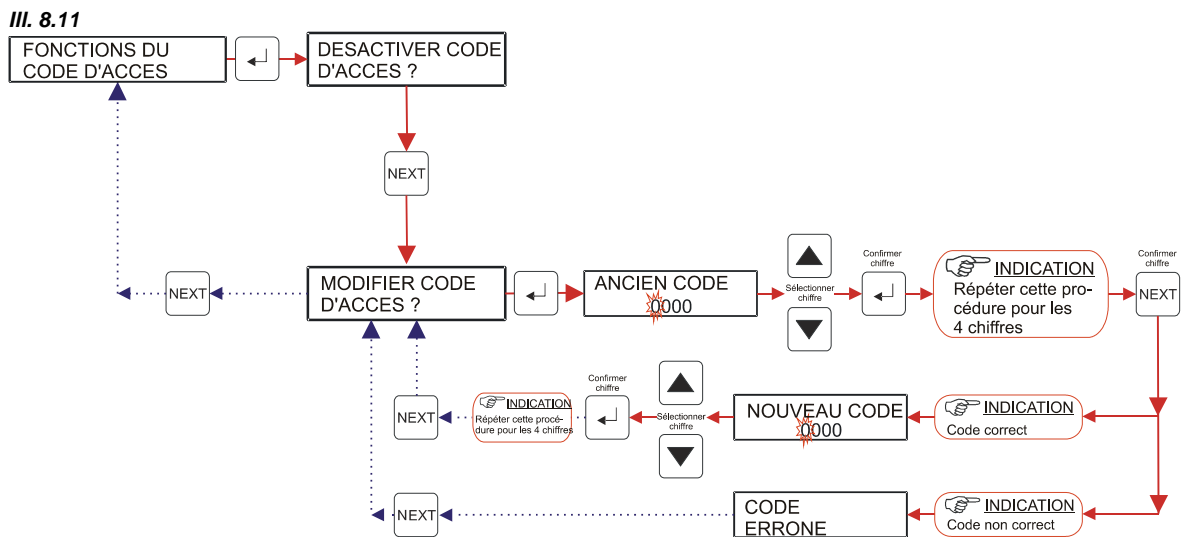 III. 8.11
FONCTIONS DU
CODE D'ACCES
DESACTIVER CODE
D'ACCES ?
NEXT
NEXT
MODIFIER CODE
D'ACCES ?
ANCIEN CODE
0000
Sélectionner
chiffre
Confirmer
chiffre
INDICATION
Répéter cette pro-
cédure pour les
4 chiffres
Confirmer
chiffre
NEXT
NEXT
INDICATION
Répéter cette procé-
dure pour les 4 chiffres
Confirmer
chiffre
Sélectionner
chiffre
NOUVEAU CODE
0000
INDICATION
Code correct
NEXT
CODE
ERRONE
INDICATION
Code non correct